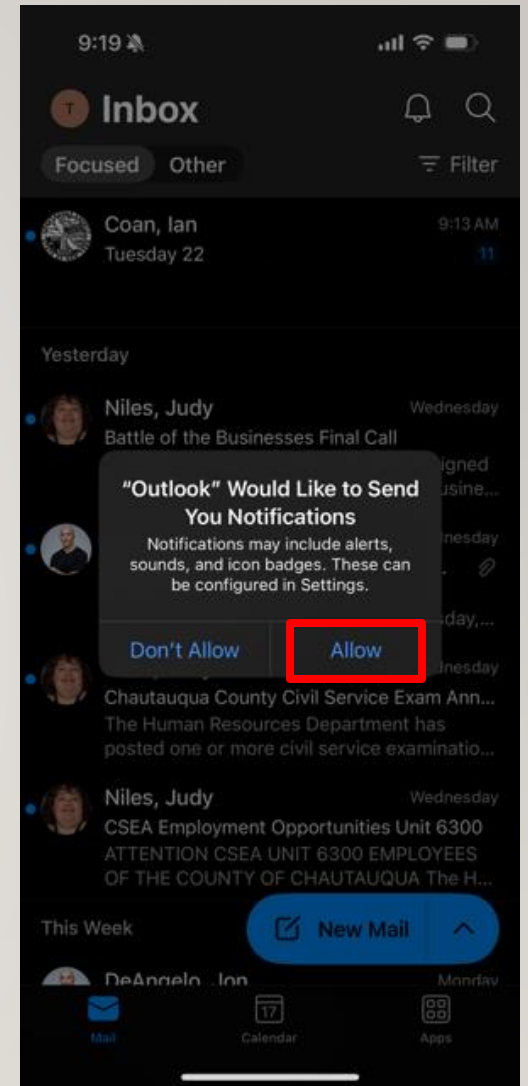 9:19
T
Inbox
Focused
Other
Filter
Coan, Ian
9:13 AM
Tuesday 22
11
Yesterday
Niles, Judy
Wednesday
Battle of the Businesses Final Call
igned
usine...
"Outlook" Would Like to Send
You Notifications
Notifications may include alerts,
sounds, and icon badges. These can
be configured in Settings.
Don't Allow
Allow
nesday
day,...
nesday
Chautauqua County Civil Service Exam Ann...
The Human Resources Department has
posted one or more civil service examinatio...
Niles, Judy
Wednesday
CSEA Employment Opportunities Unit 6300
ATTENTION CSEA UNIT 6300 EMPLOYEES
OF THE COUNTY OF CHAUTAUQUA The H...
This Week
New Mail
DeAngelo, Jon
Monday
Mail
17
Calendar
Apps